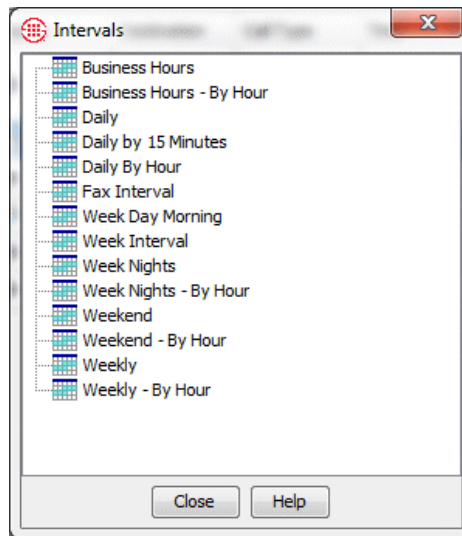 Intervals
Business Hours
Business Hours - By Hour
Daily
Daily by 15 Minutes
Daily By Hour
Fax Interval
Week Day Morning
Week Interval
Week Nights
Week Nights - By Hour
Weekend
Weekend - By Hour
Weekly
Weekly - By Hour
Close
Help